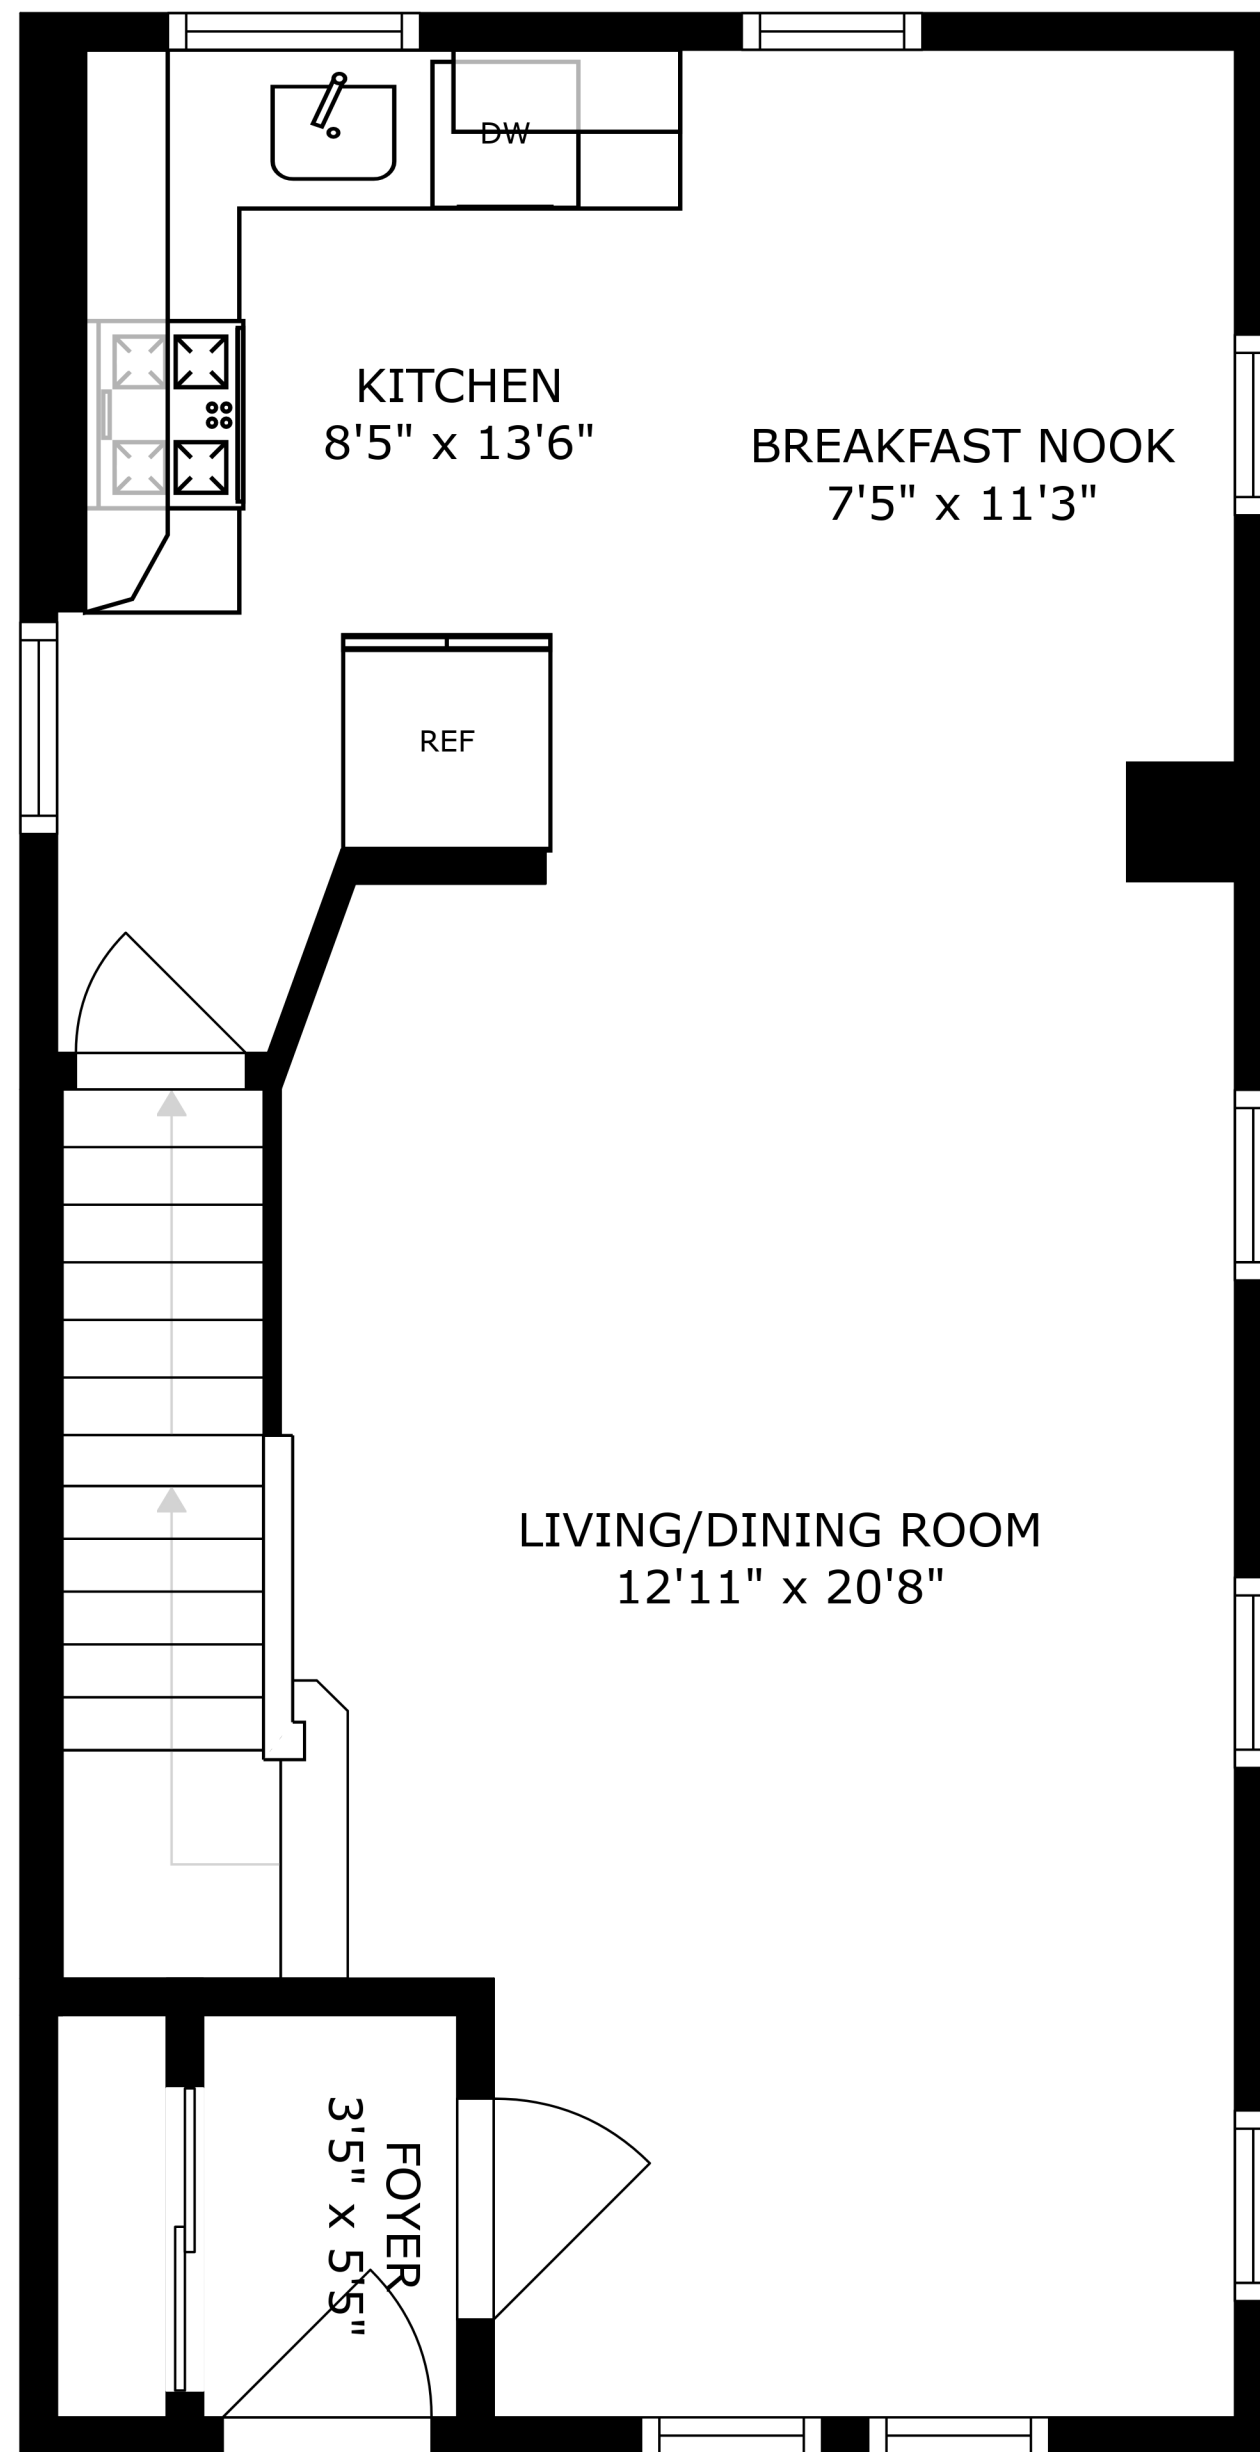 DW
KITCHEN
8'5" x 13'6"
BREAKFAST NOOK
7'5" x 11'3"
REF
LIVING/DINING ROOM
12'11" x 20'8"
FOYER
3'5" x 5'5"